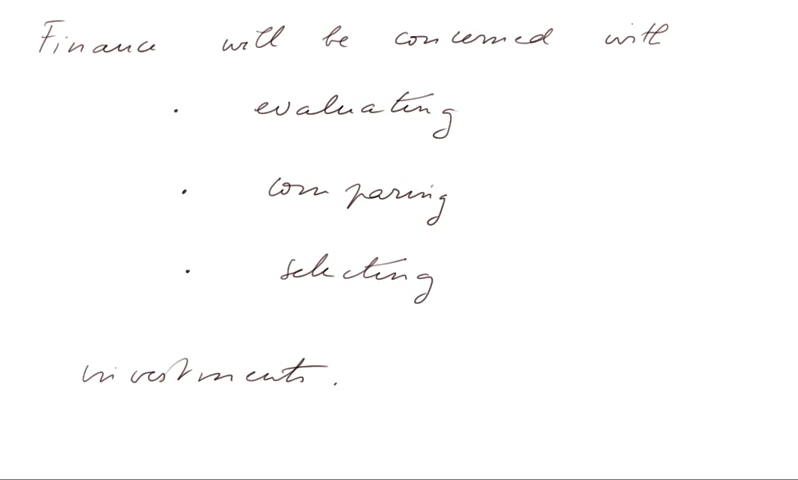 Finance will be concerned with
· evaluating
· comparing
· selecting
investments.